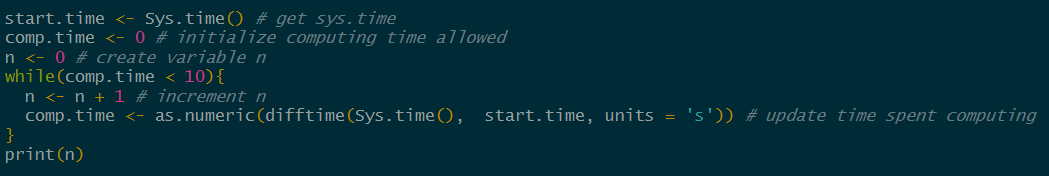 start.time <- Sys.time() # get sys.time
comp.time <- 0 # initialize computing time allowed
n <- 0 # create variable n
while(comp.time < 10){
  n <- n + 1 # increment n
  comp.time <- as.numeric(difftime(Sys.time(),  start.time, units = 's')) # update time spent computing
}
print(n)